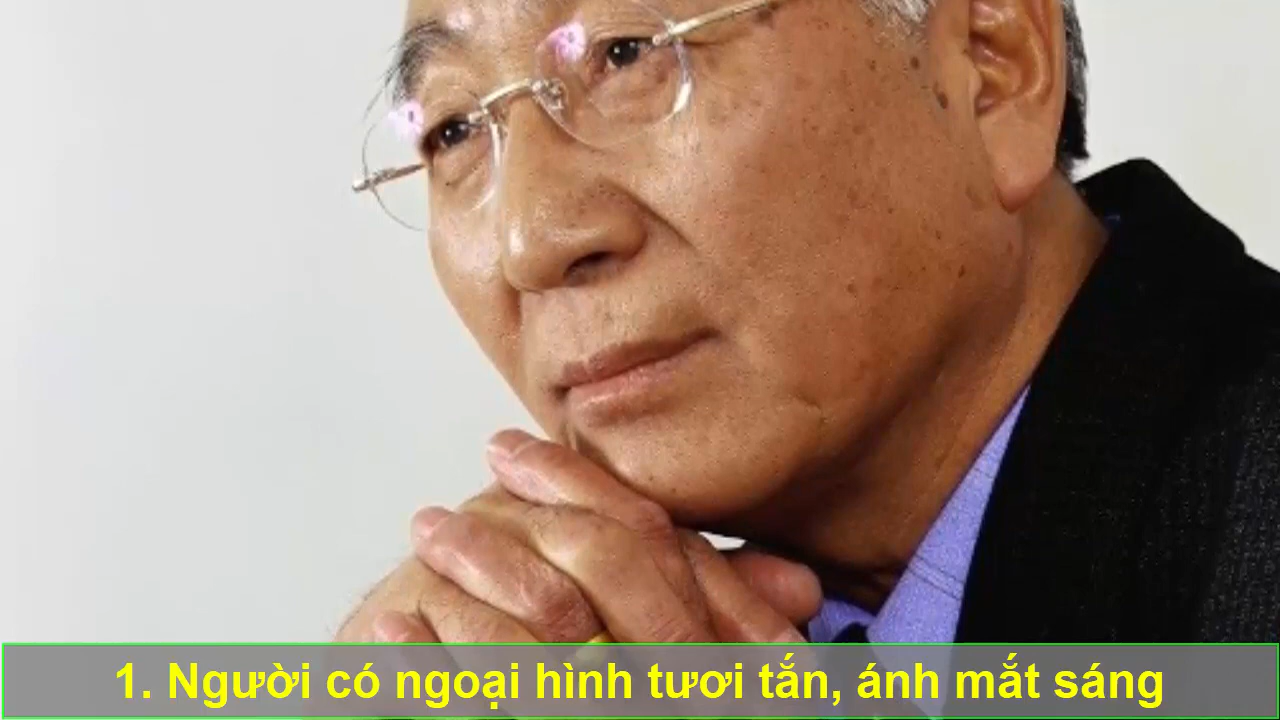 1. Người có ngoại hình tươi tắn, ánh mắt sáng